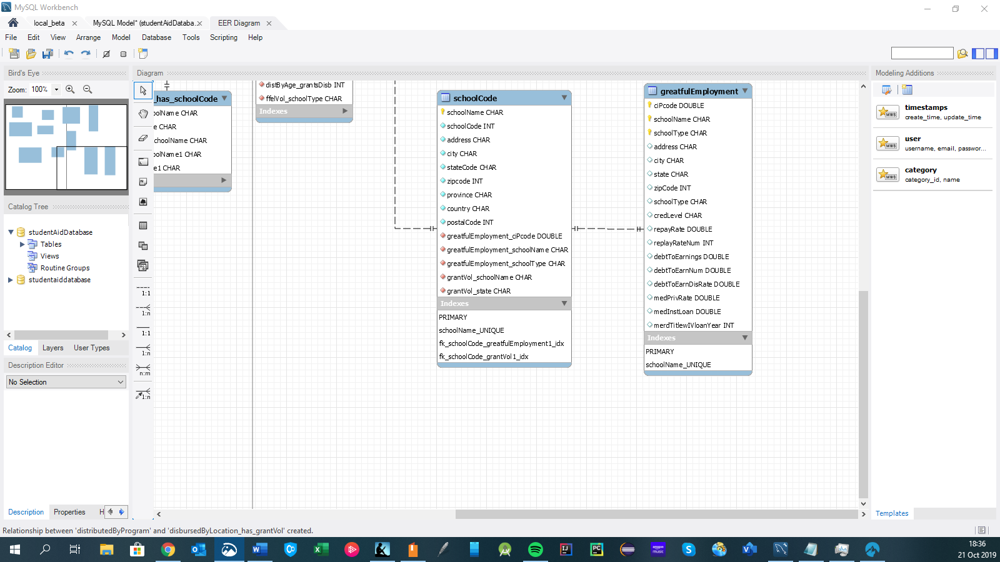 MySQL Workbench
local_beta
MySQL Model* (studentAidDataba..
EER Diagram
File Edit View Arrange Model Database Tools Scripting Help
Bird's Eye
Zoom: 100%
Catalog Tree
studentAidDatabase
Tables
Views
Routine Groups
studentaiddatabase
Catalog Layers User Types
Description Editor
No Selection
Description Properties H
Diagram
1:1
1:n
1:1
1:n
n:m
1:n
_has_schoolCode
oolName CHAR
e CHAR
schoolName CHAR
oolName1 CHAR
e1 CHAR
distByAge_grantsDisb INT
ffelVol_schoolType CHAR
Indexes
schoolCode
schoolName CHAR
schoolCode INT
address CHAR
city CHAR
stateCode CHAR
zipcode INT
province CHAR
country CHAR
postalCode INT
greatfulEmployment_ciPcode DOUBLE
greatfulEmployment_schoolName CHAR
greatfulEmployment_schoolType CHAR
grantVol_schoolName CHAR
grantVol_state CHAR
Indexes
PRIMARY
schoolName_UNIQUE
fk_schoolCode_greatfulEmployment1_idx
fk_schoolCode_grantVol1_idx
greatfulEmployment
ciPcode DOUBLE
schoolName CHAR
schoolType CHAR
address CHAR
city CHAR
state CHAR
zipCode INT
schoolType CHAR
credLevel CHAR
repayRate DOUBLE
replayRateNum INT
debtToEarnings DOUBLE
debtToEarnNum DOUBLE
debtToEarnDisRate DOUBLE
medPrivRate DOUBLE
medInstLoan DOUBLE
merdTitlewIVloanYear INT
Indexes
PRIMARY
schoolName_UNIQUE
Modeling Additions
timestamps
create_time, update_time
user
username, email, passwor...
category
category_id, name
Templates
Relationship between 'distributedByProgram' and 'disbursedByLocation_has_grantVol' created.
18:36
21 Oct 2019